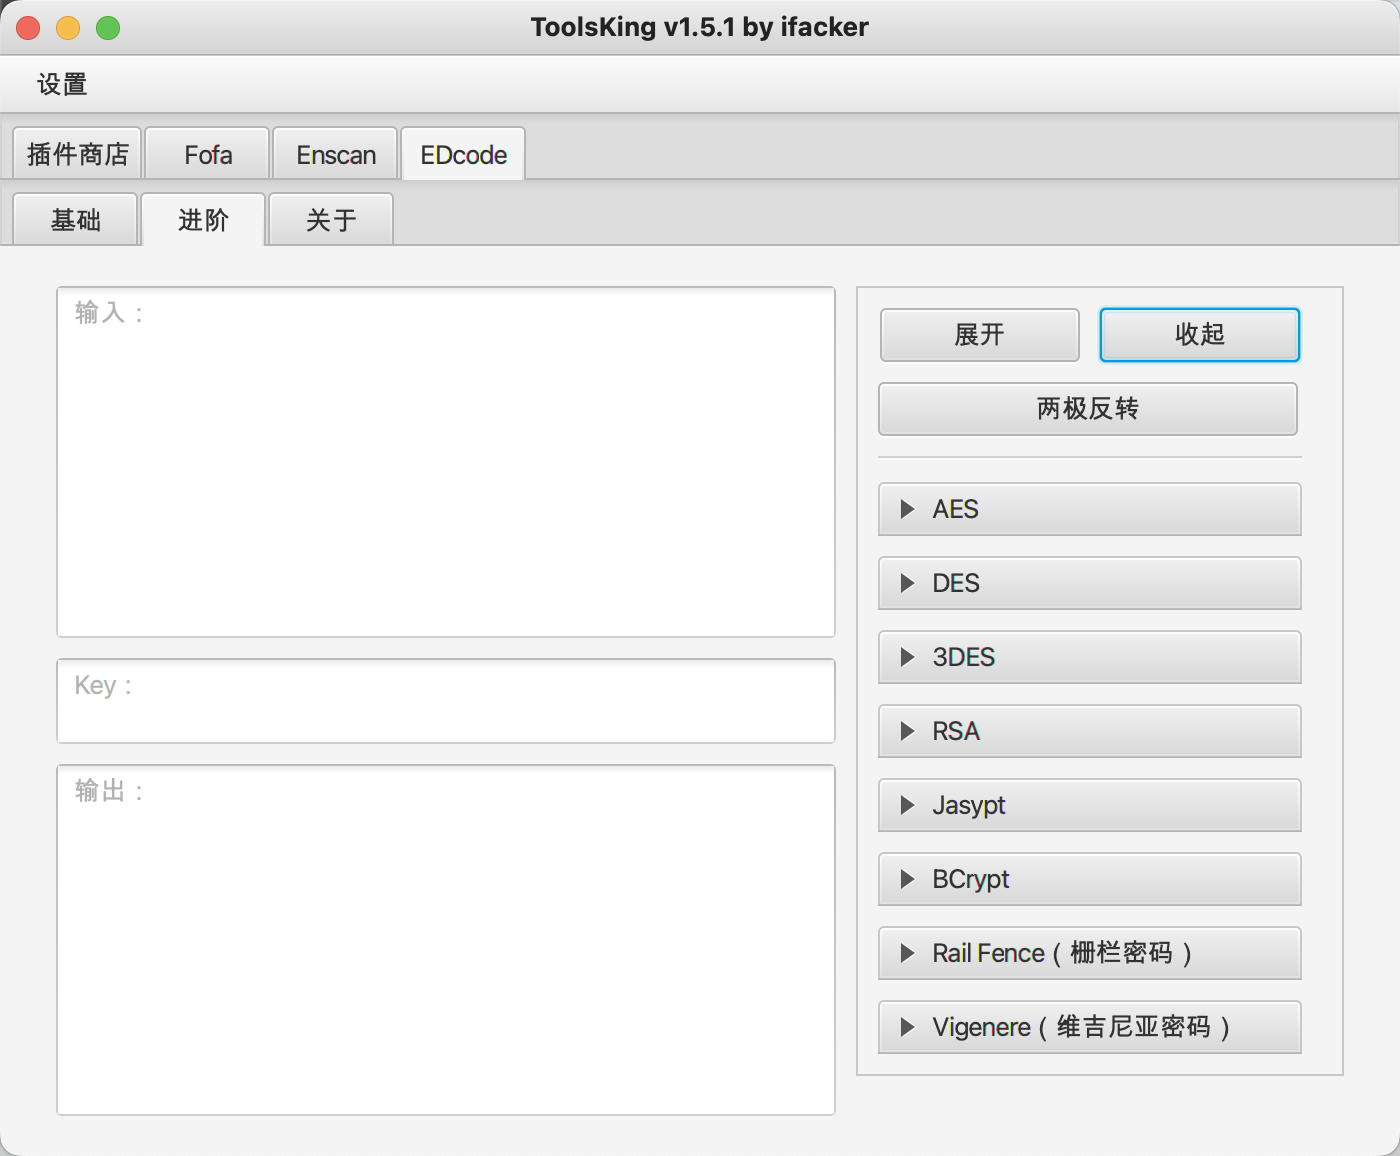 ToolsKing v1.5.1 by ifacker
设置
插件商店 Fofa Enscan EDcode
基础 进阶 关于
输入：
Key：
输出：
展开 收起
两极反转
AES
DES
3DES
RSA
Jasypt
BCrypt
Rail Fence（栅栏密码）
Vigenere（维吉尼亚密码）